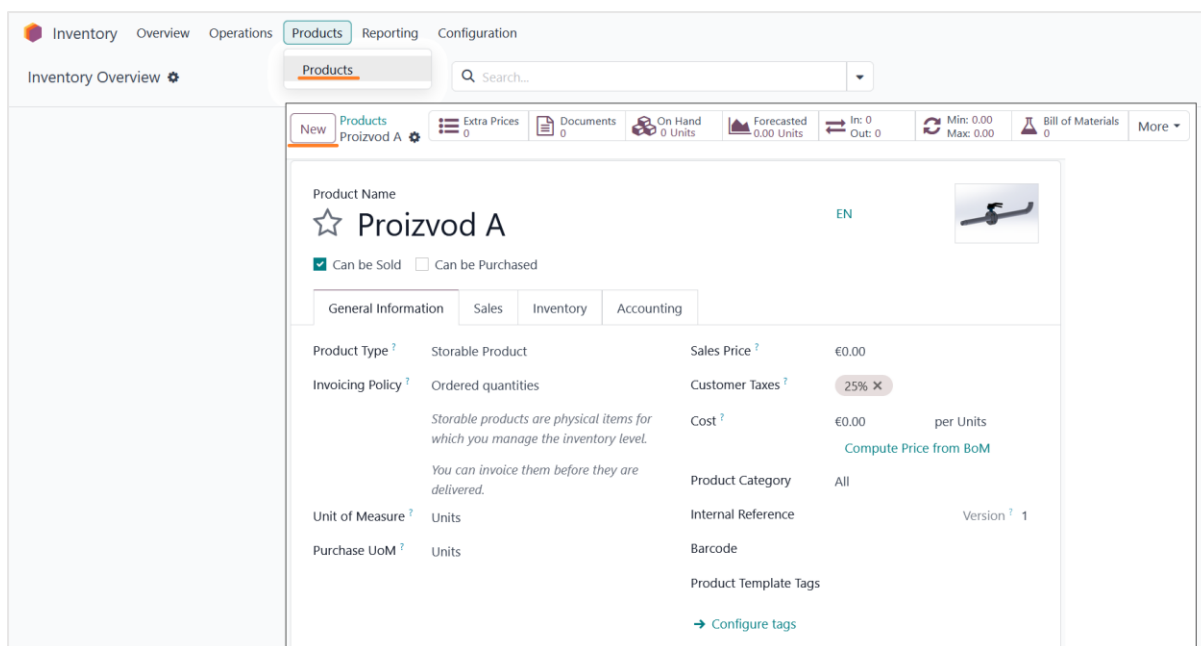 Inventory Overview Operations Products Reporting Configuration
Inventory Overview
Products
Search...
New
Products
Proizvod A
Extra Prices
0
Documents
0
On Hand
0 Units
Forecasted
0.00 Units
In: 0
Out: 0
Min: 0.00
Max: 0.00
Bill of Materials
0
More
Product Name
Proizvod A
EN
Can be Sold Can be Purchased
General Information Sales Inventory Accounting
Product Type ? Storable Product
Invoicing Policy ? Ordered quantities
Storable products are physical items for
which you manage the inventory level.
You can invoice them before they are
delivered.
Unit of Measure ? Units
Purchase UoM ? Units
Sales Price ? €0.00
Customer Taxes ? 25% ×
Cost ? €0.00 per Units
Compute Price from BoM
Product Category All
Internal Reference Version ? 1
Barcode
Product Template Tags
→ Configure tags